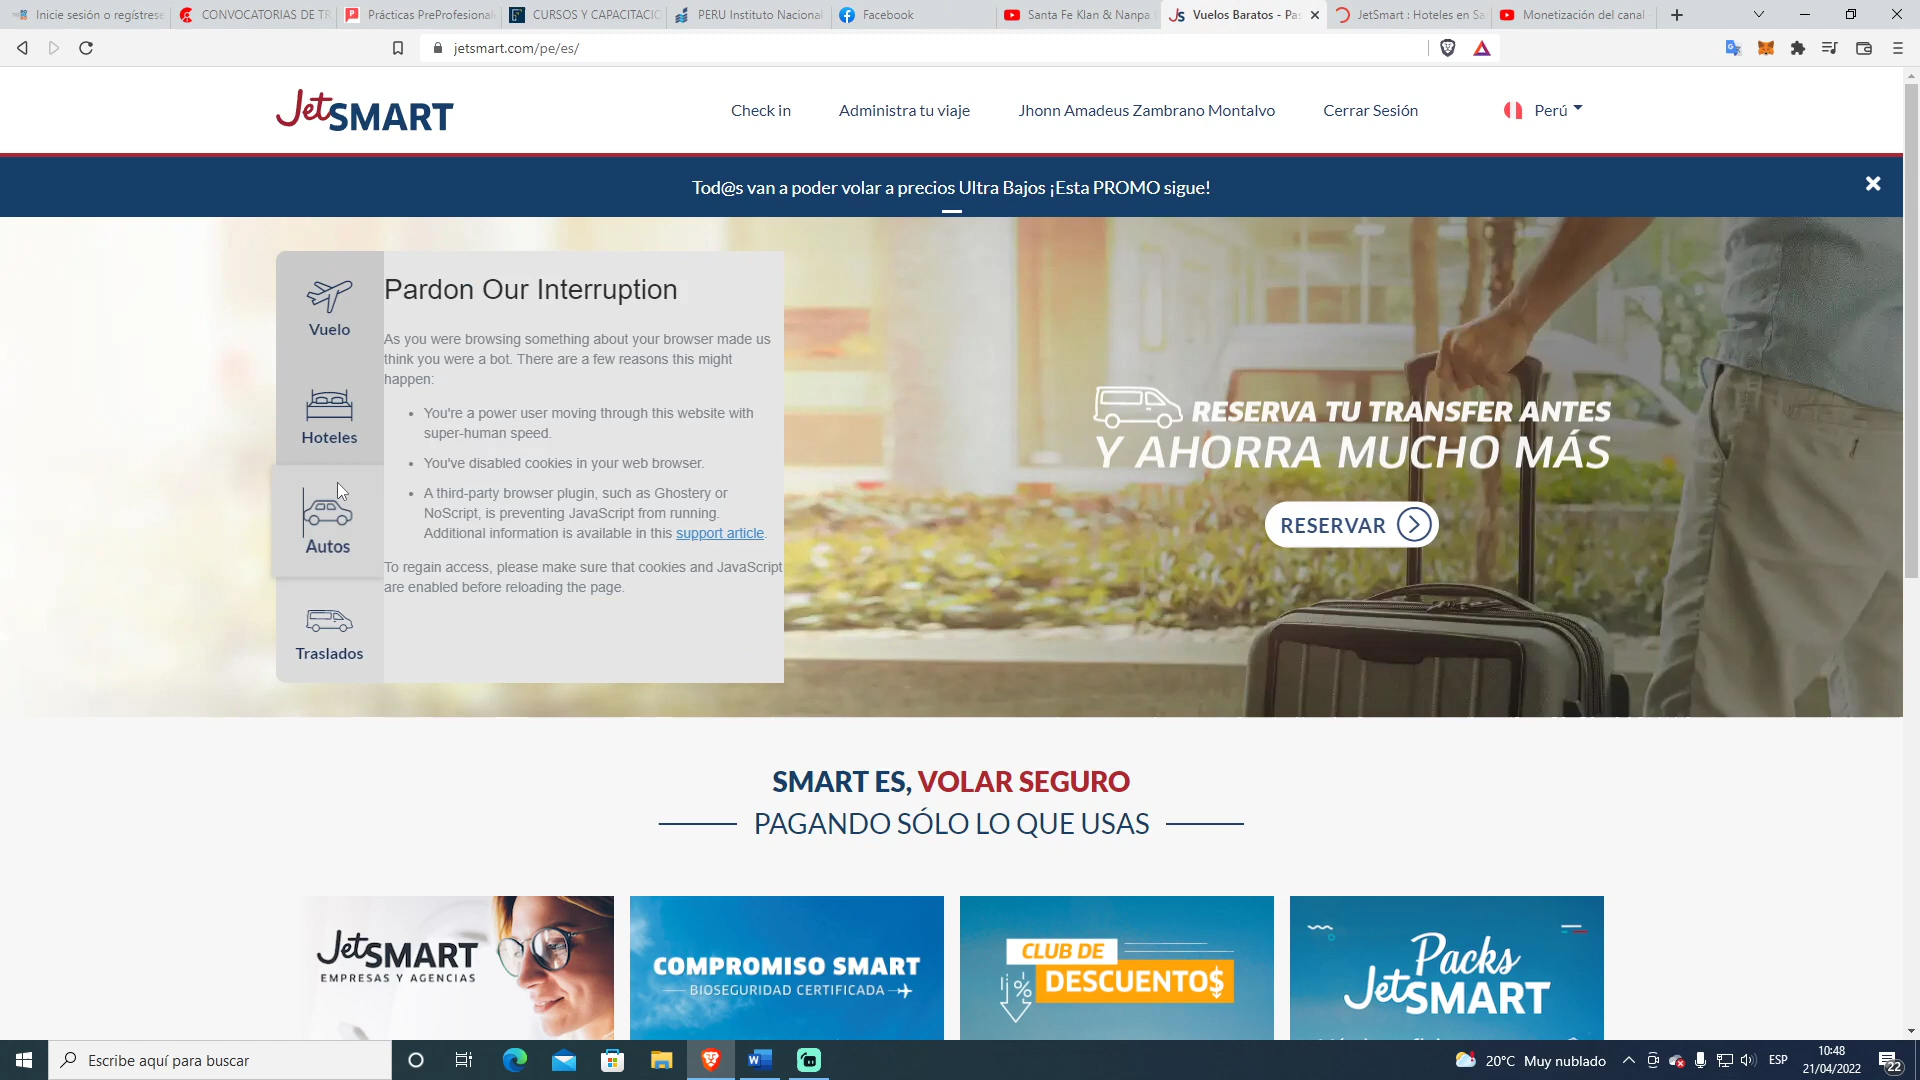 Inicie sesión o regístrese
CONVOCATORIAS DE TR
Prácticas PreProfesional
CURSOS Y CAPACITACIO
PERU Instituto Nacional
Facebook
Santa Fe Klan & Nanpa
Vuelos Baratos - Pas
JetSmart : Hoteles en Sa
Monetización del canal
jetsmart.com/pe/es/
JetSMART
Check in
Administra tu viaje
Jhonn Amadeus Zambrano Montalvo
Cerrar Sesión
Perú
Tod@s van a poder volar a precios Ultra Bajos ¡Esta PROMO sigue!
Vuelo
Hoteles
Autos
Traslados
Pardon Our Interruption
As you were browsing something about your browser made us
think you were a bot. There are a few reasons this might
happen:
• You're a power user moving through this website with
super-human speed.
• You've disabled cookies in your web browser.
• A third-party browser plugin, such as Ghostery or
NoScript, is preventing JavaScript from running.
Additional information is available in this support article.
To regain access, please make sure that cookies and JavaScript
are enabled before reloading the page.
RESERVA TU TRANSFER ANTES
Y AHORRA MUCHO MÁS
RESERVAR
SMART ES, VOLAR SEGURO
PAGANDO SÓLO LO QUE USAS
JetSMART
EMPRESAS Y AGENCIAS
COMPROMISO SMART
BIOSEGURIDAD CERTIFICADA
CLUB DE
DESCUENTO$
%
Packs
JetSMART
Escribe aquí para buscar
20°C Muy nublado
ESP
10:48
21/04/2022
22